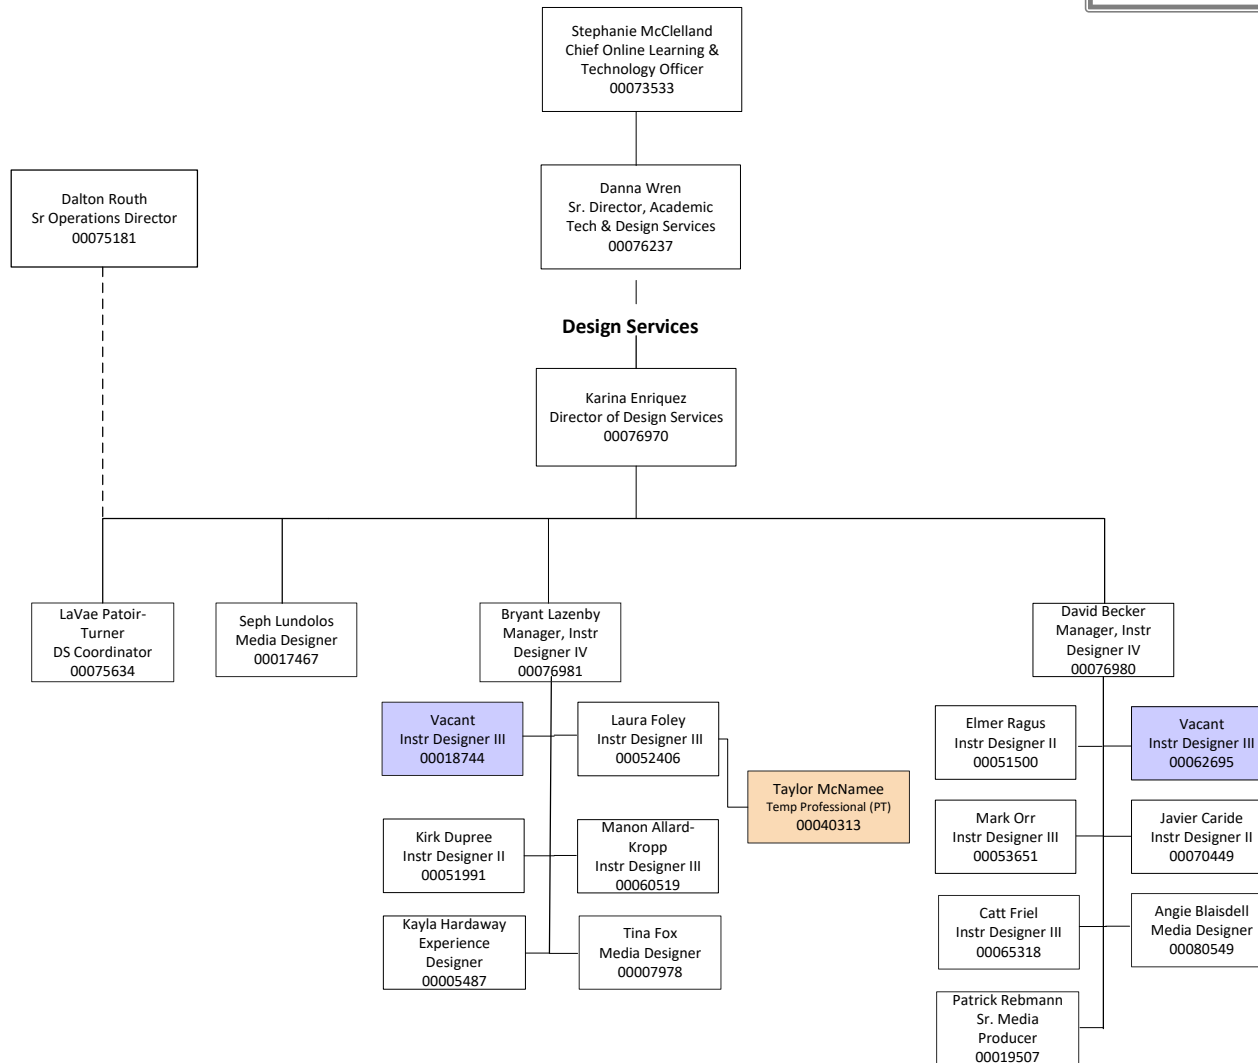 Stephanie McClelland
Chief Online Learning &
Technology Officer
00073533
Dalton Routh
Sr Operations Director
00075181
Danna Wren
Sr. Director, Academic
Tech & Design Services
00076237
Design Services
Karina Enriquez
Director of Design Services
00076970
LaVae Patoir-
Turner
DS Coordinator
00075634
Seph Lundolos
Media Designer
00017467
Bryant Lazenby
Manager, Instr
Designer IV
00076981
David Becker
Manager, Instr
Designer IV
00076980
Vacant
Instr Designer III
00018744
Laura Foley
Instr Designer III
00052406
Taylor McNamee
Temp Professional (PT)
00040313
Kirk Dupree
Instr Designer II
00051991
Manon Allard-
Kropp
Instr Designer III
00060519
Kayla Hardaway
Experience
Designer
00005487
Tina Fox
Media Designer
00007978
Elmer Ragus
Instr Designer II
00051500
Vacant
Instr Designer III
00062695
Mark Orr
Instr Designer III
00053651
Javier Caride
Instr Designer II
00070449
Catt Friel
Instr Designer III
00065318
Angie Blaisdell
Media Designer
00080549
Patrick Rebmann
Sr. Media
Producer
00019507